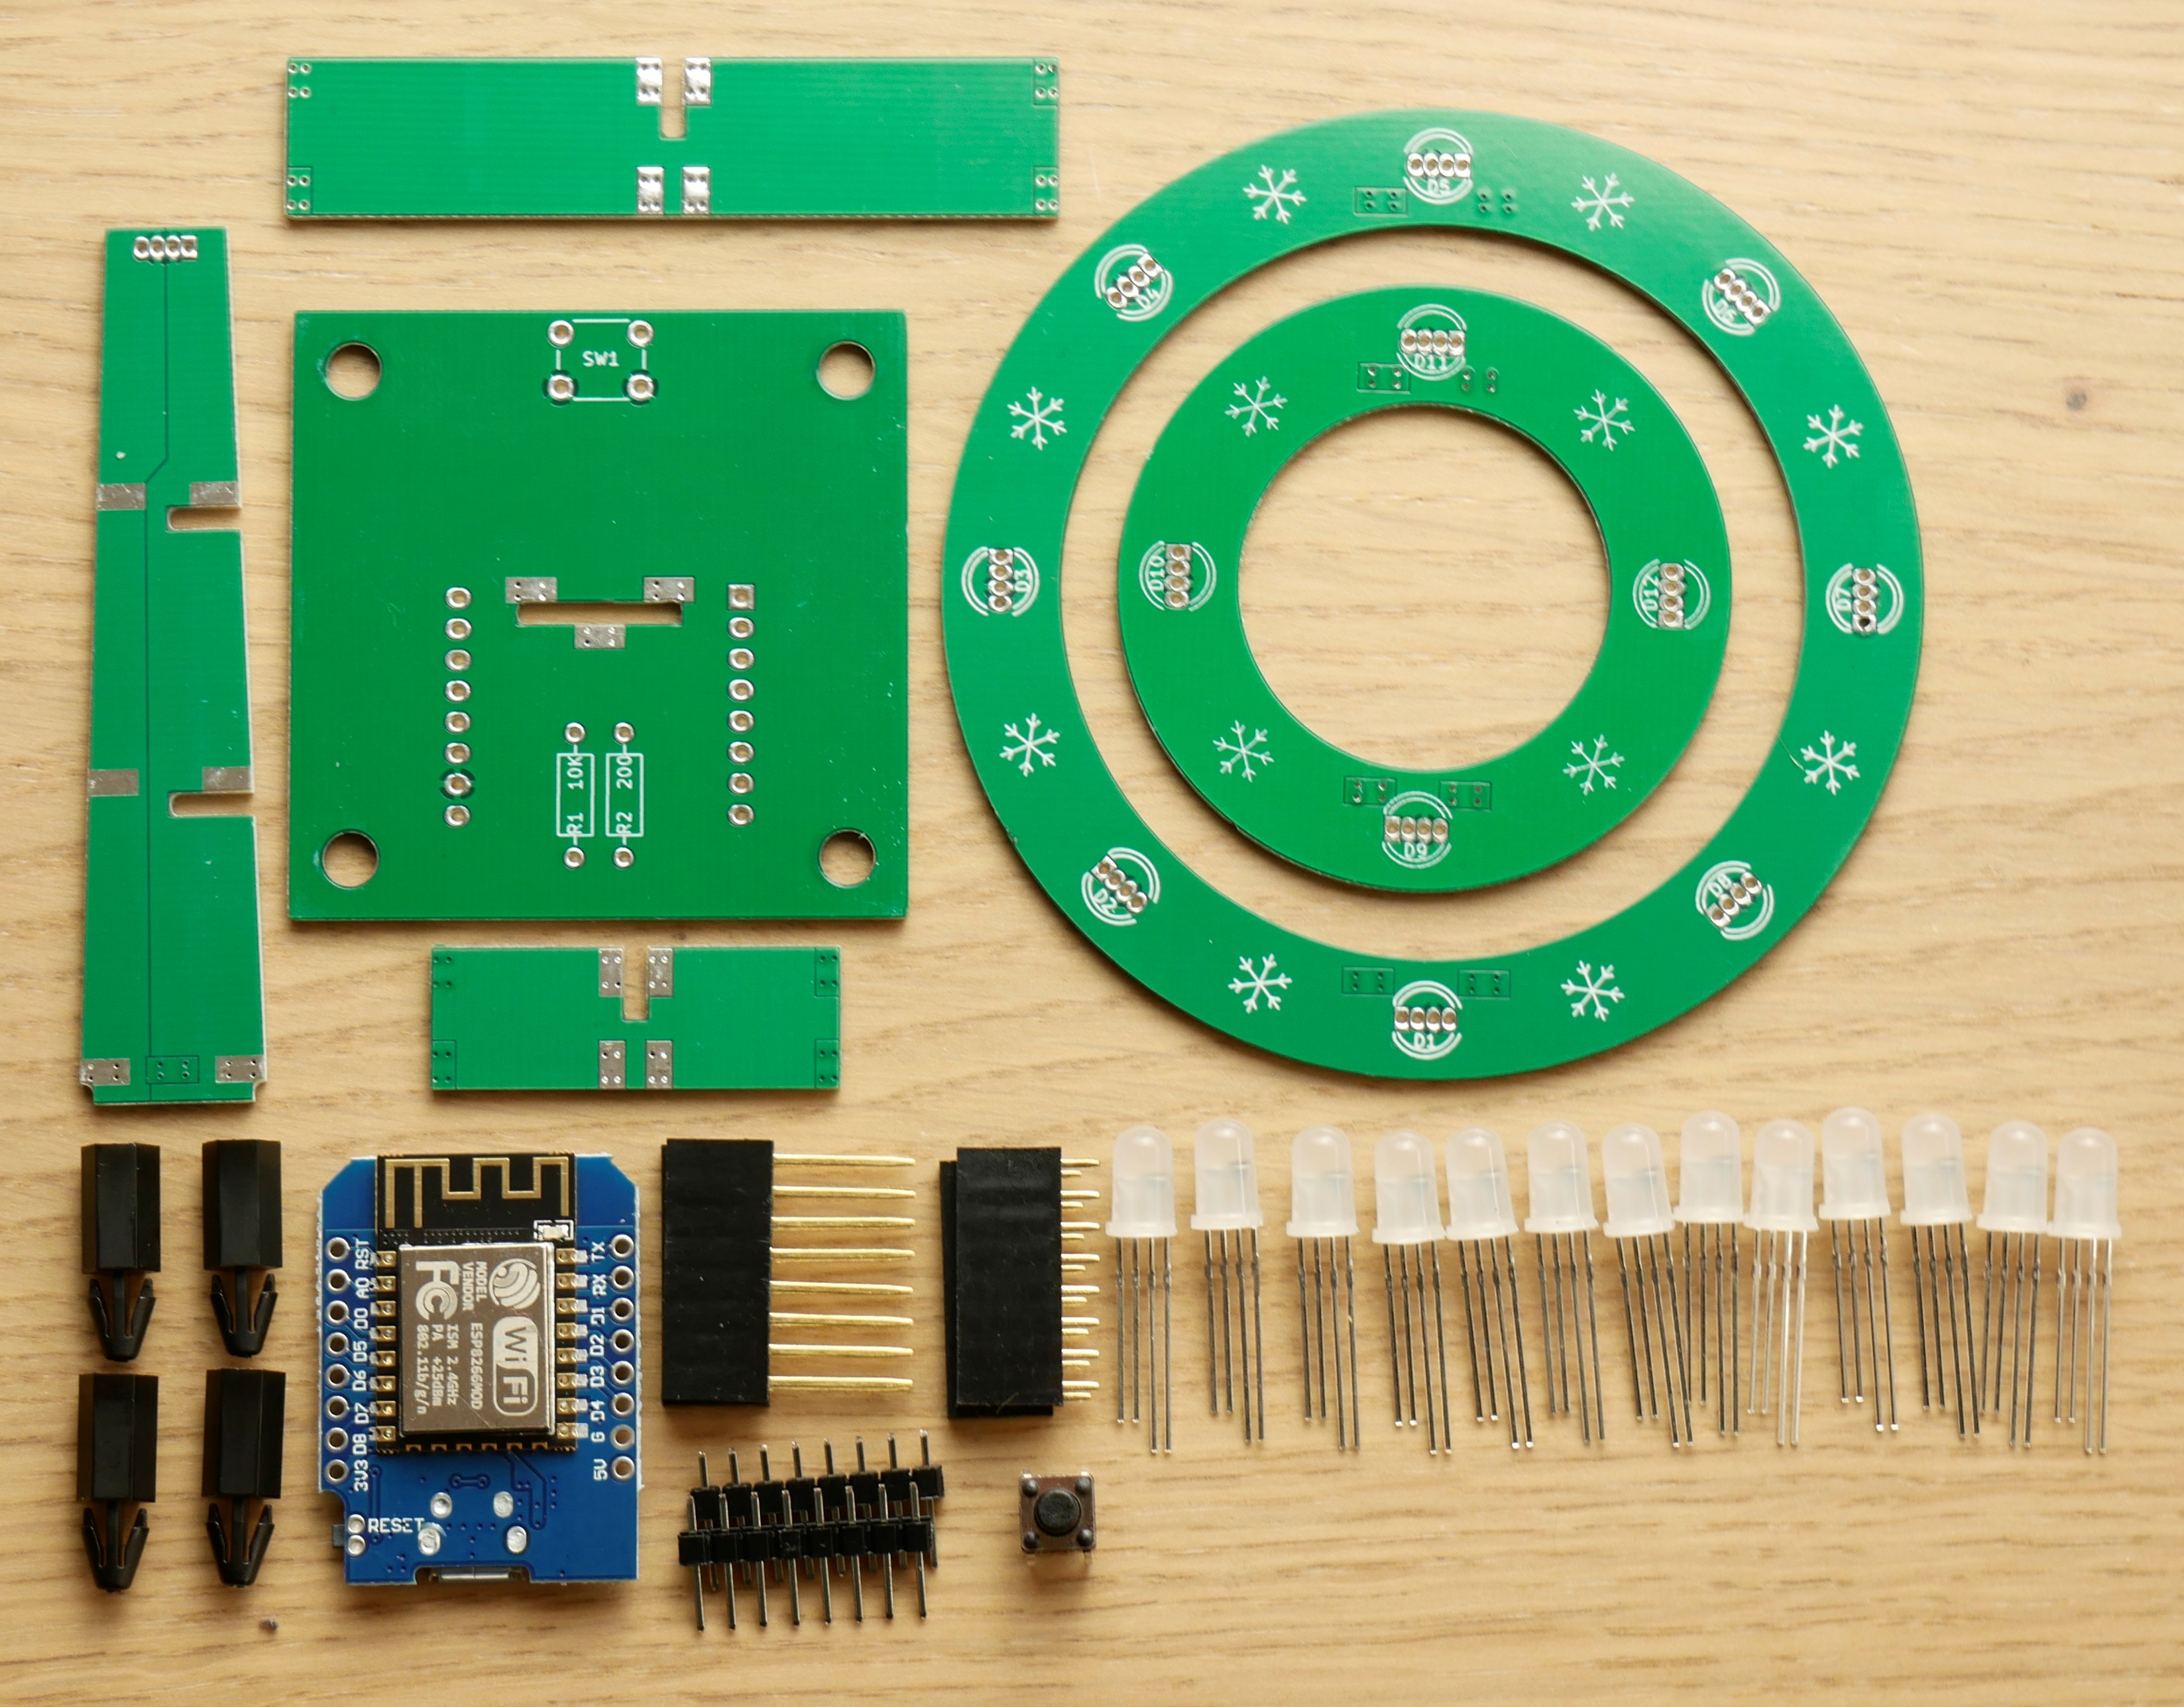 SW1
R1 10K
R2 200
D5
D4
D6
D3
D7
D2
D8
D1
D11
D10
D12
D9
RST
A0
D0
D5
D6
D7
D8
3V3
TX
RX
D1
D2
D3
D4
G
5V
RESET
MODEL ESP8266MOD
VENDOR
WiFi
FC
ISM 2.4GHz
PA +25dBm
802.11b/g/n